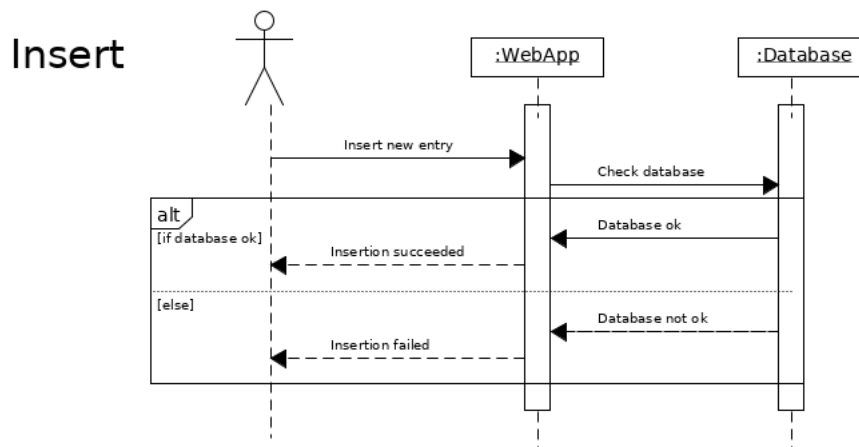 Insert
:WebApp
:Database
Insert new entry
Check database
alt
[if database ok]
Database ok
Insertion succeeded
[else]
Database not ok
Insertion failed